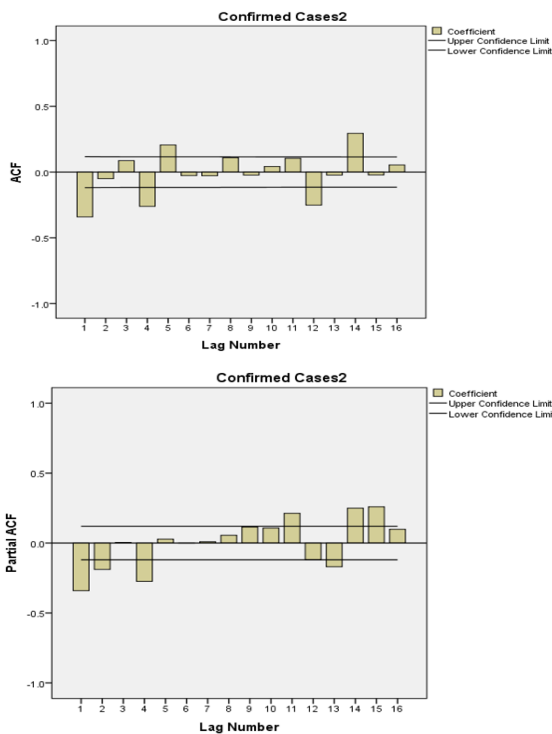 Confirmed Cases2
Coefficient
Upper Confidence Limit
Lower Confidence Limit
1.0
0.5
0.0
-0.5
-1.0
ACF
1 2 3 4 5 6 7 8 9 10 11 12 13 14 15 16
Lag Number
Confirmed Cases2
Coefficient
Upper Confidence Limit
Lower Confidence Limi
1.0
0.5
0.0
-0.5
-1.0
Partial ACF
1 2 3 4 5 6 7 8 9 10 11 12 13 14 15 16
Lag Number